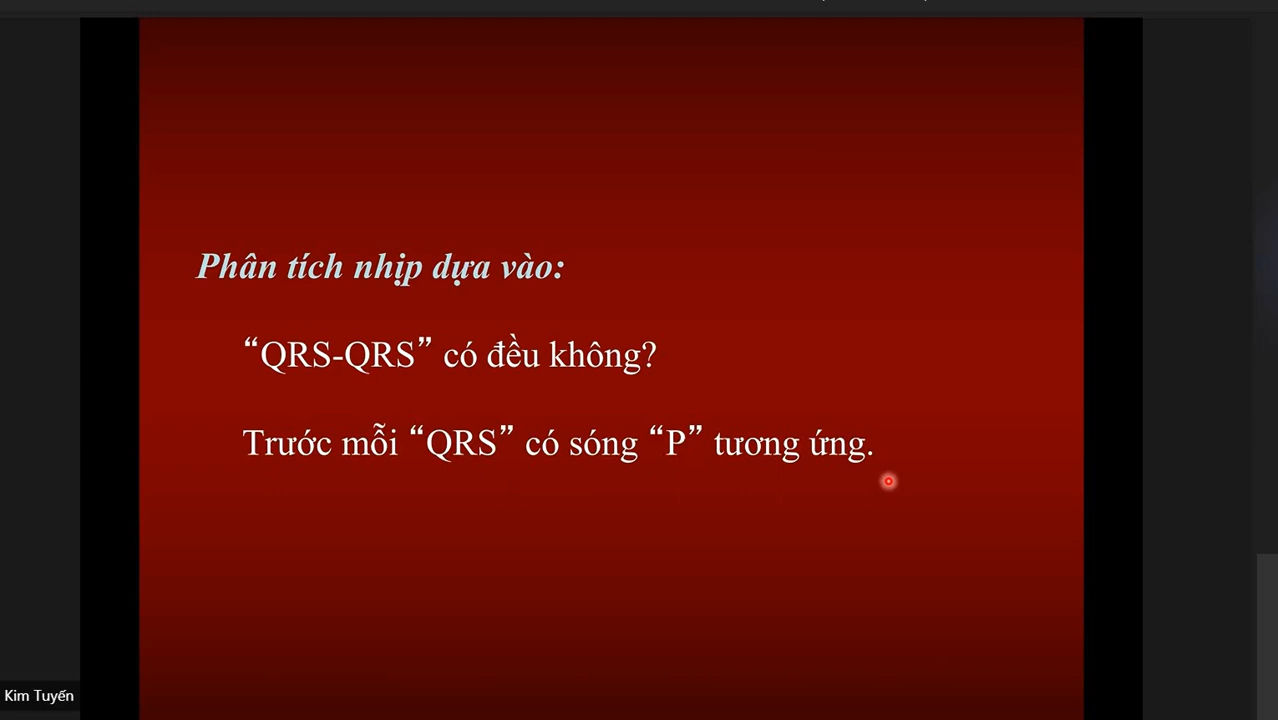 Phân tích nhịp dựa vào:
“QRS-QRS” có đều không?
Trước mỗi “QRS” có sóng “P” tương ứng.
Kim Tuyến